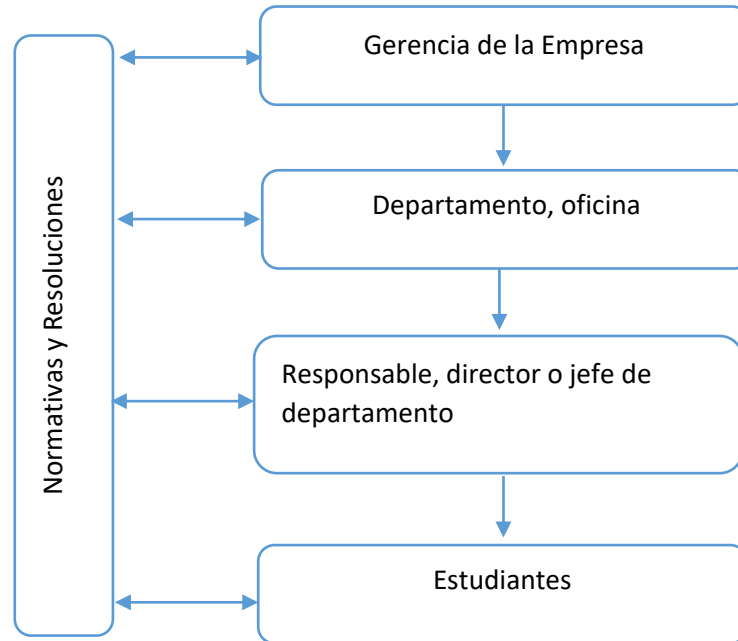 Normativas y Resoluciones
Gerencia de la Empresa
Departamento, oficina
Responsable, director o jefe de
departamento
Estudiantes